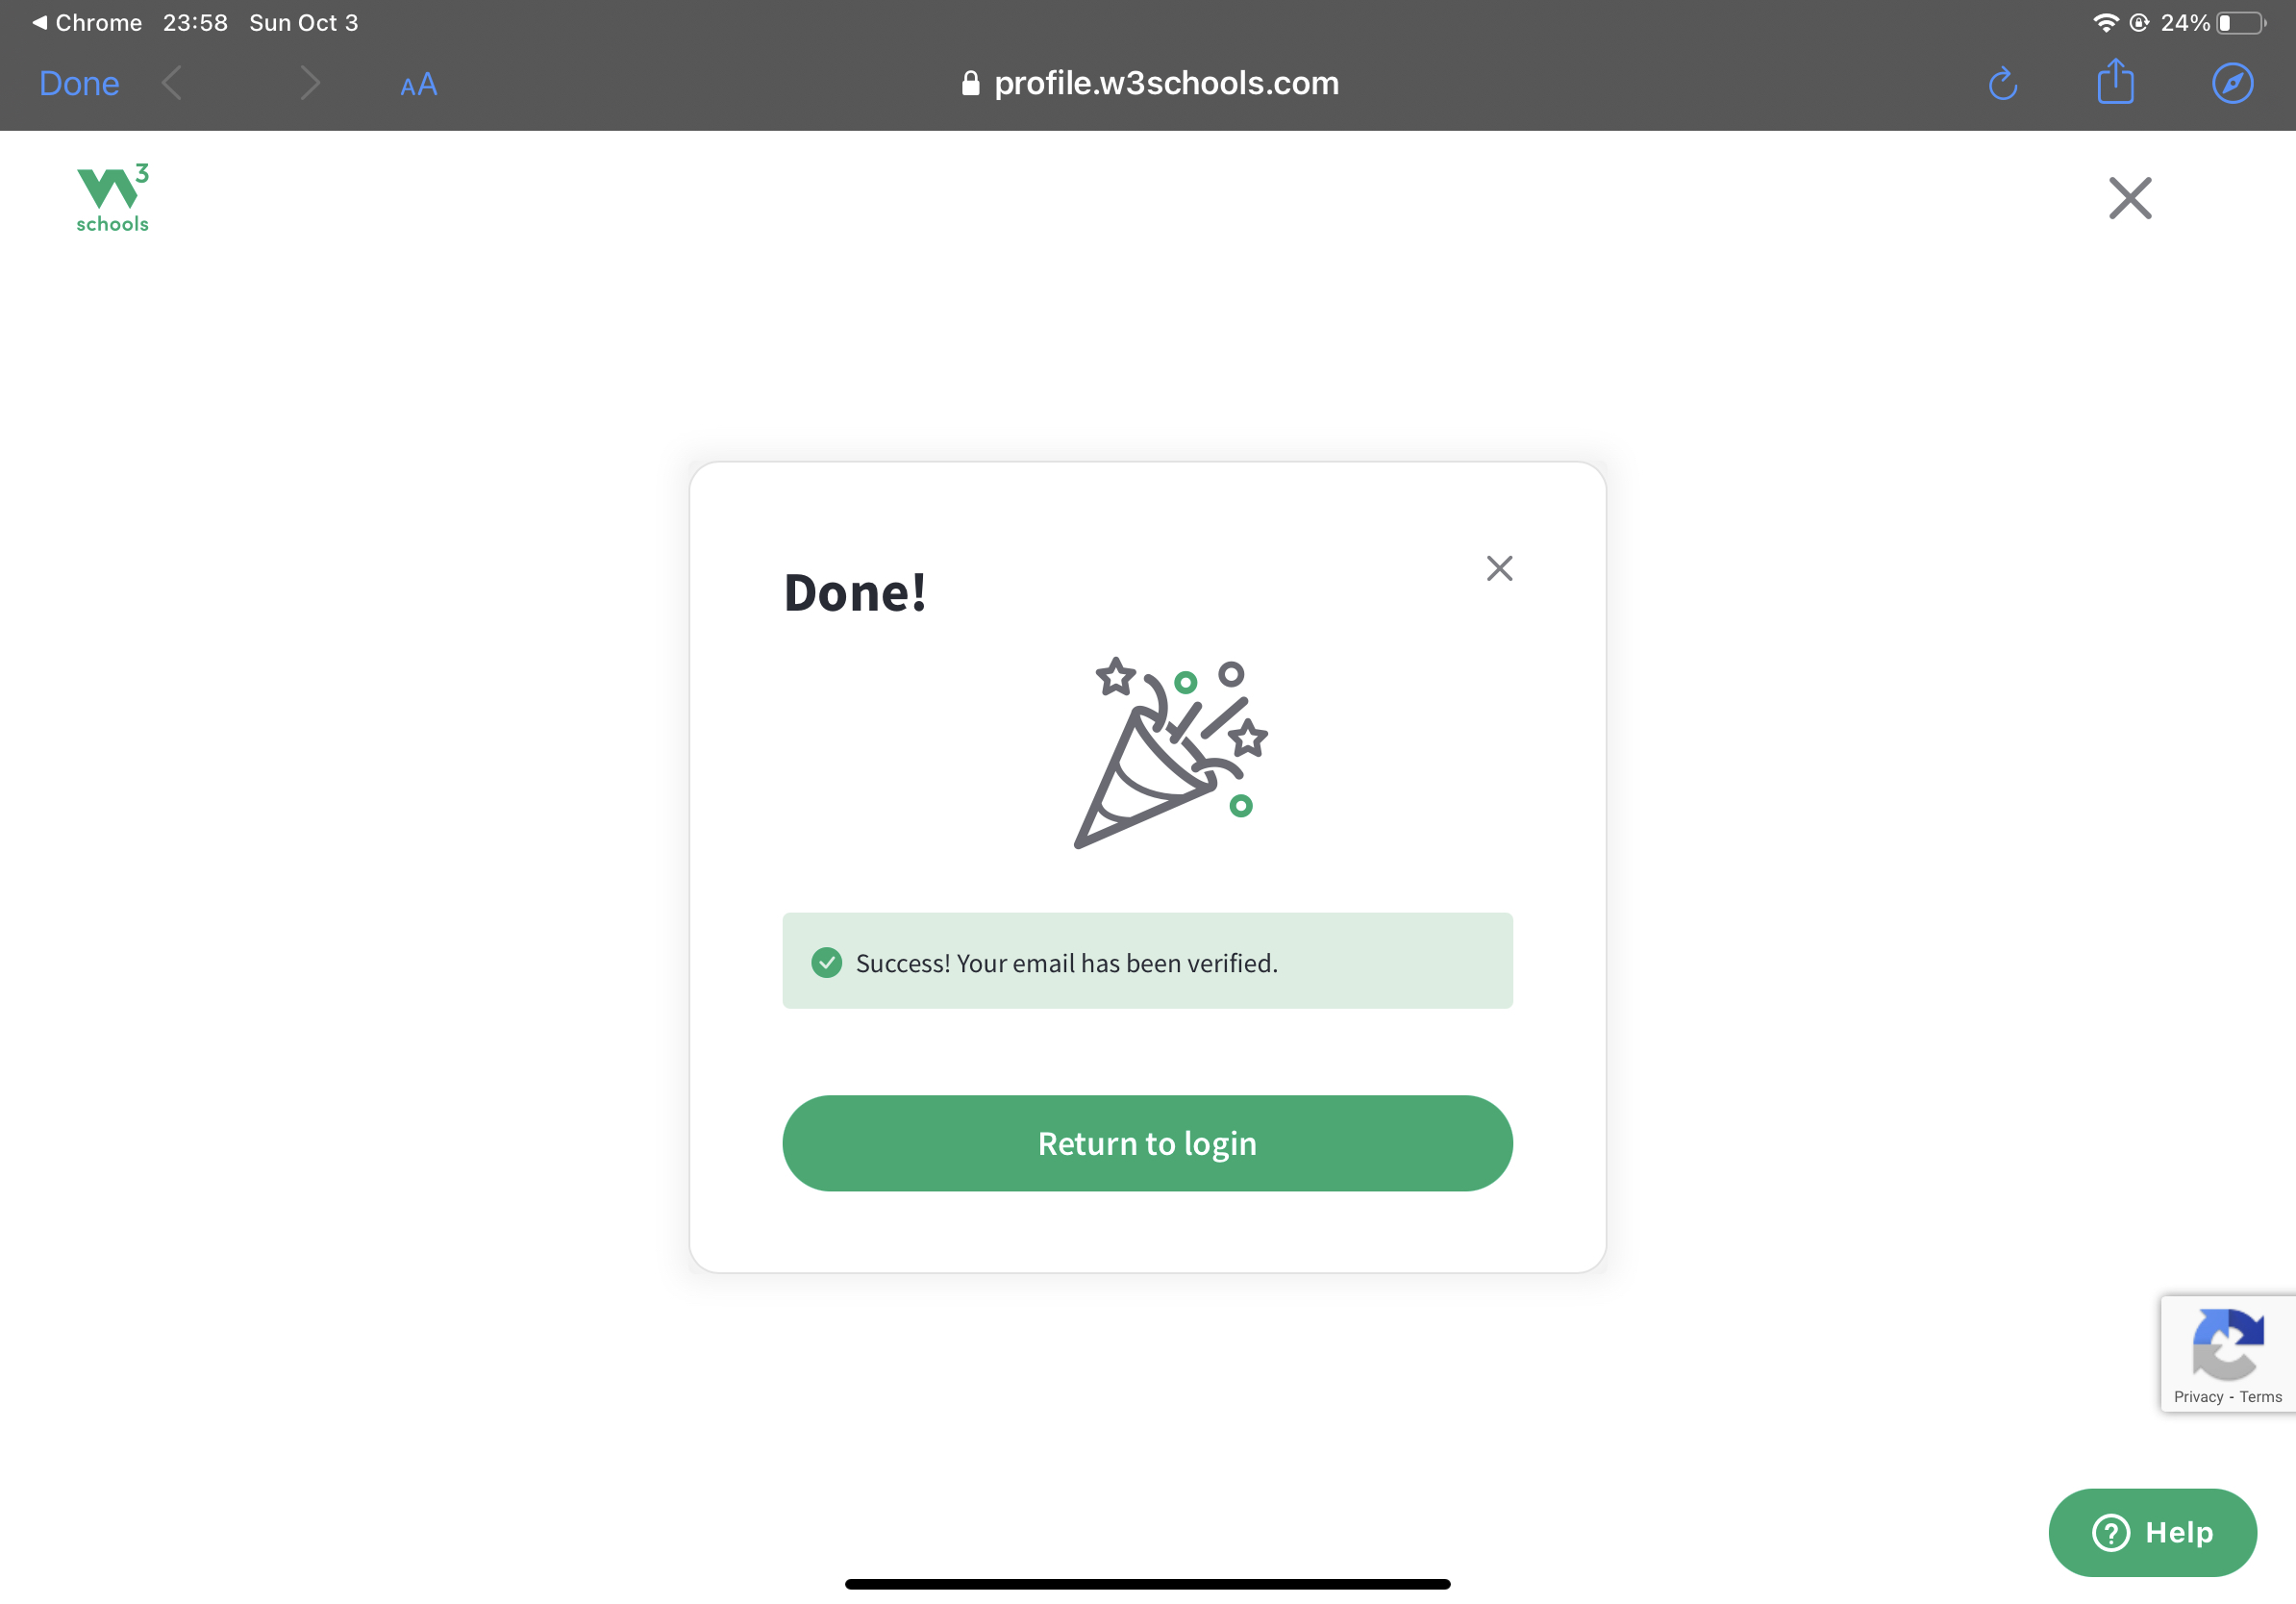 Chrome 23:58 Sun Oct 3 24%
Done AA profile.w3schools.com
w3
schools
Done!
Success! Your email has been verified.
Return to login
Privacy - Terms
? Help